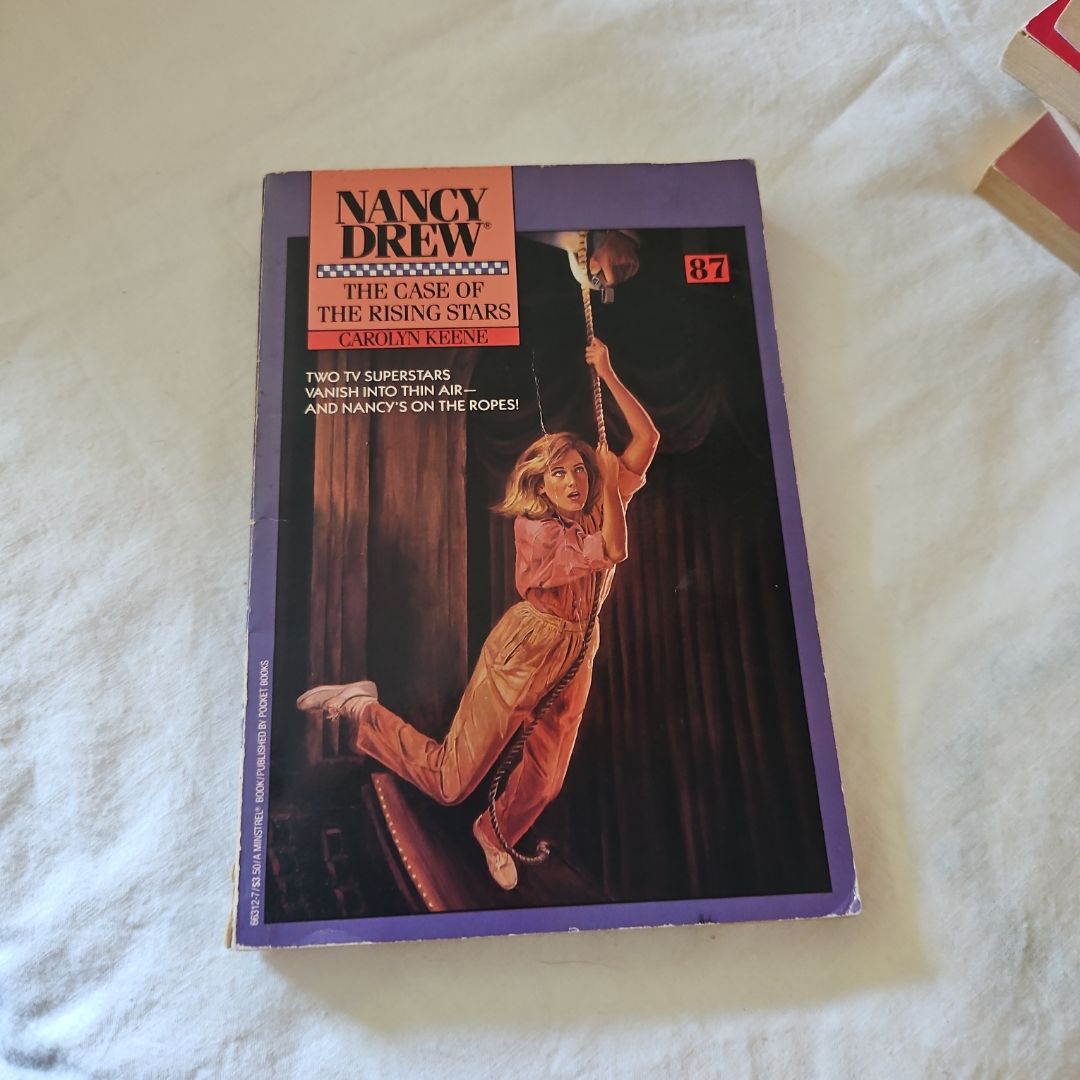 NANCY
DREW®
THE CASE OF
THE RISING STARS
CAROLYN KEENE
87
TWO TV SUPERSTARS
VANISH INTO THIN AIR—
AND NANCY'S ON THE ROPES!
66312-7/$3.50/A MINSTREL® BOOK/PUBLISHED BY POCKET BOOKS